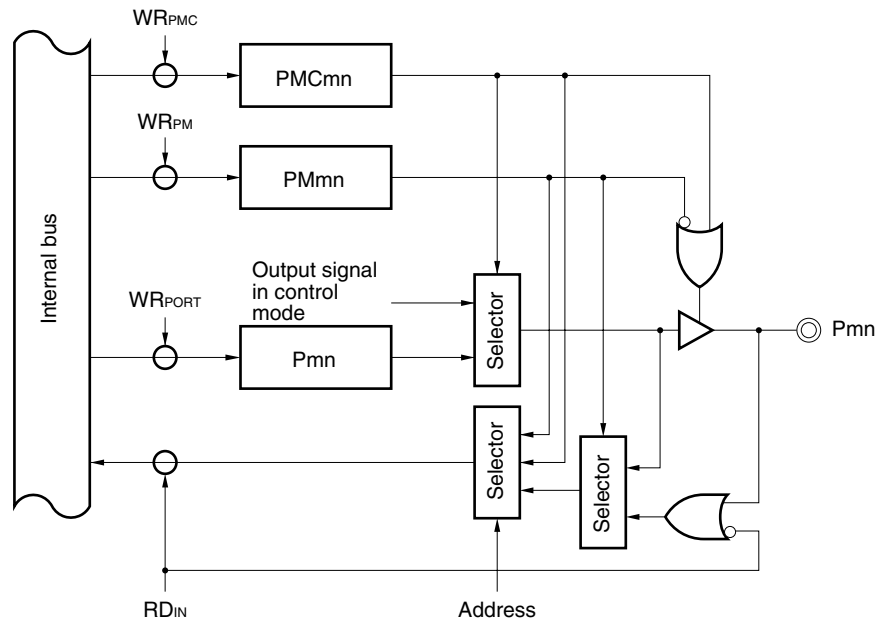 WRPMC
PMCmn
WRPM
PMmn
Internal bus
Output signal
in control
mode
WRPORT
Pmn
Selector
Pmn
Selector
Selector
RDIN
Address